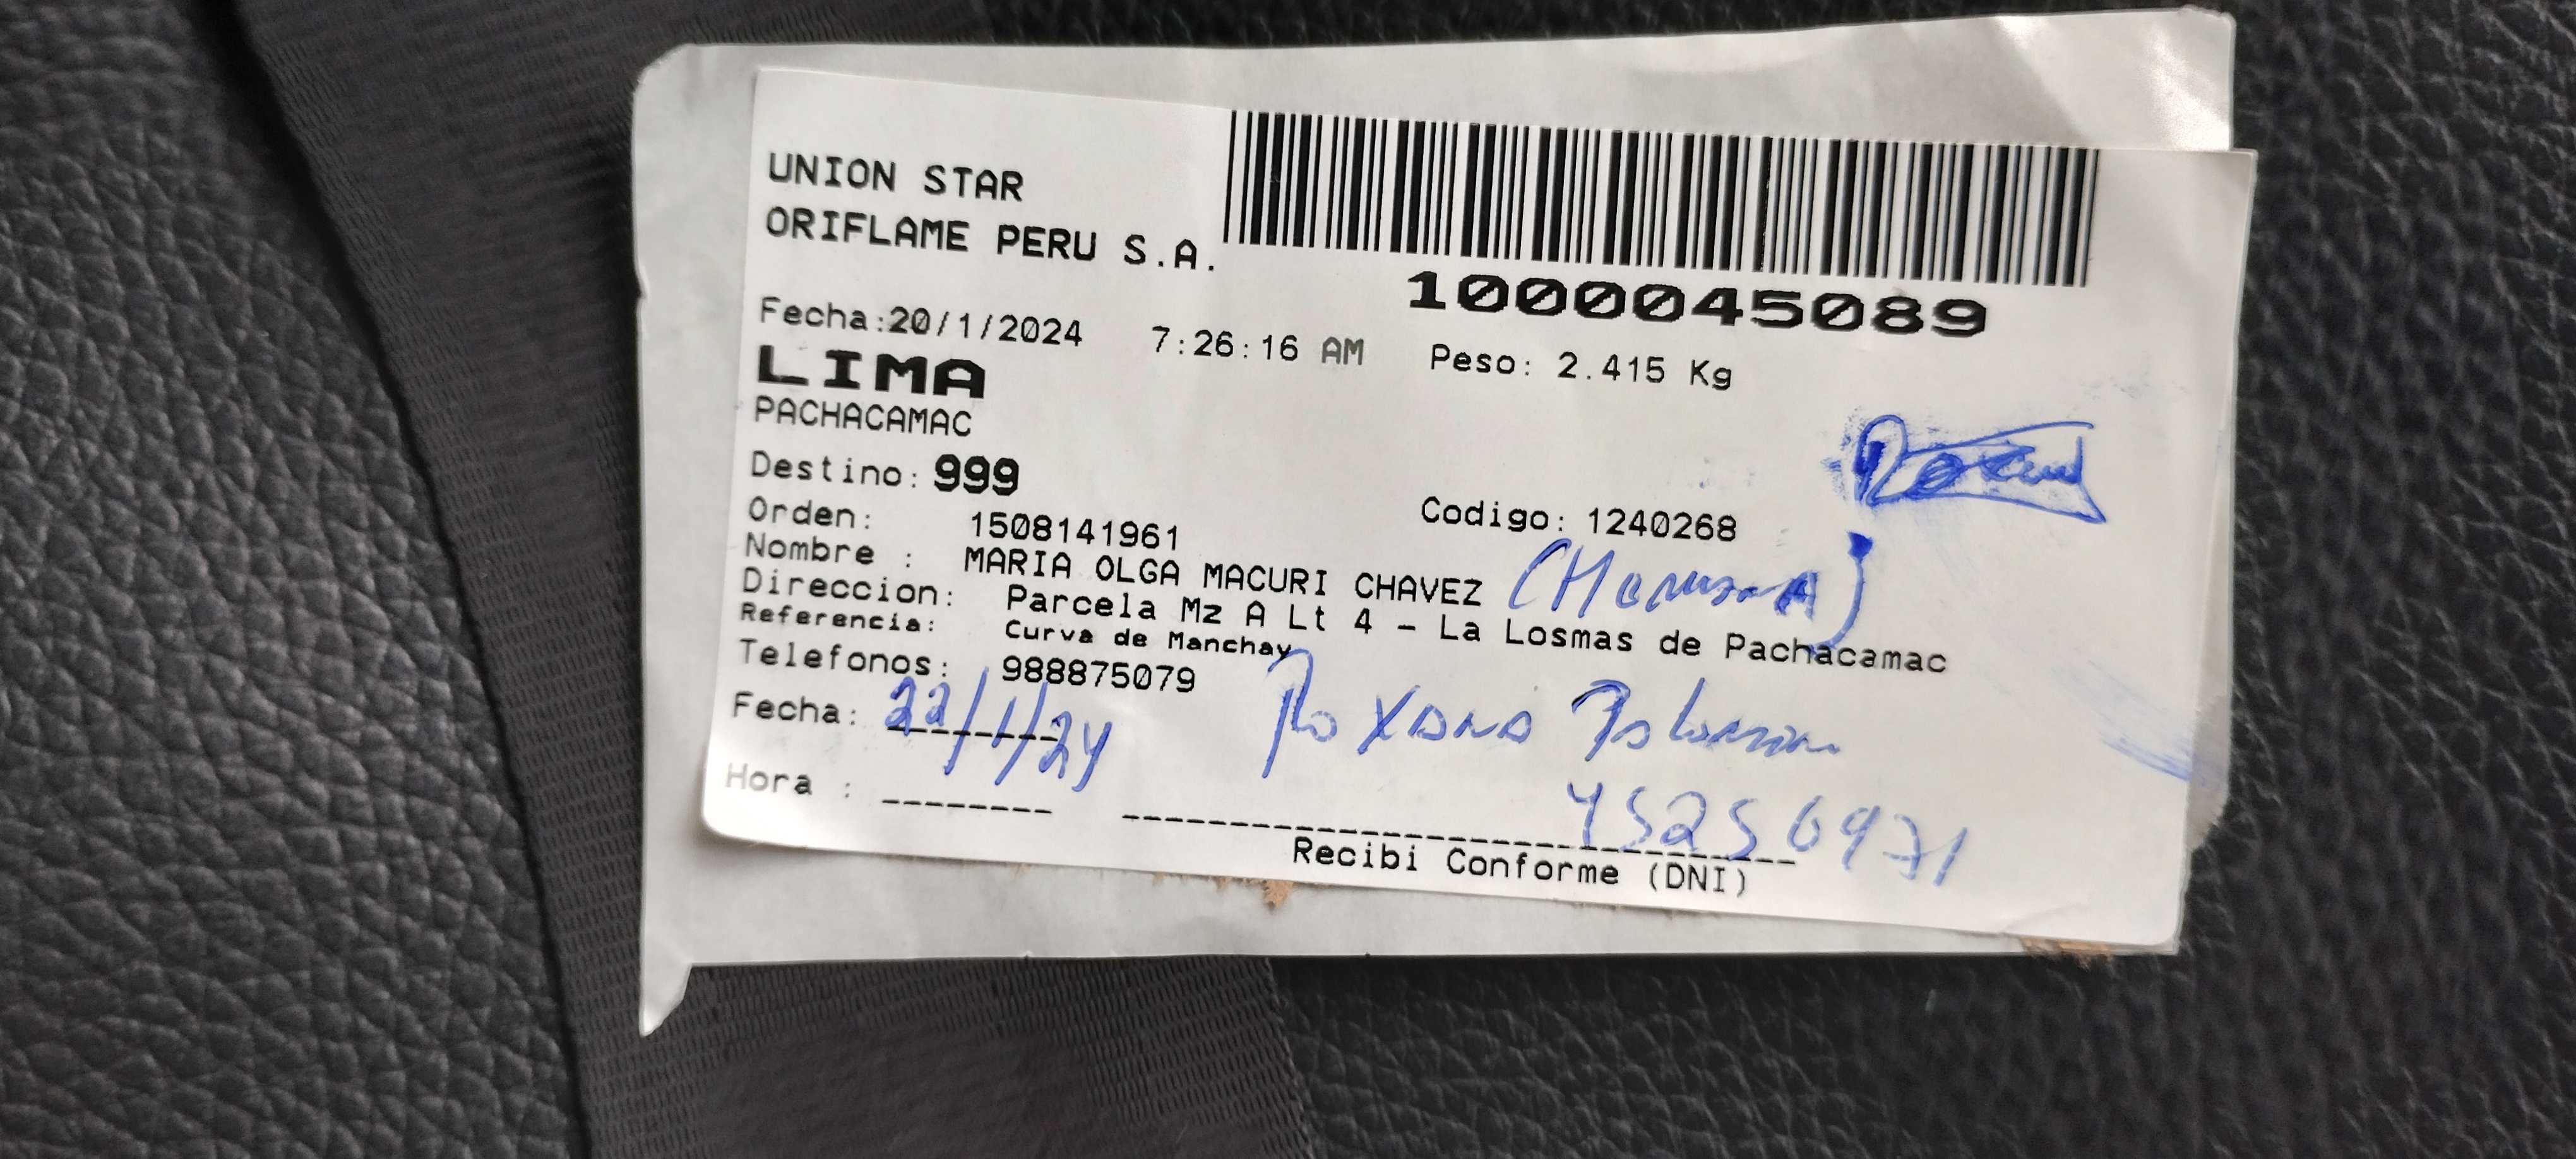 UNION STAR
ORIFLAME PERU S.A.
1000045089
Fecha:20/1/2024 7:26:16 AM Peso: 2.415 Kg
LIMA
PACHACAMAC
Destino: 999
Orden: 1508141961 Codigo: 1240268
Nombre : MARIA OLGA MACURI CHAVEZ
Direccion: Parcela Mz A Lt 4 - La Losmas de Pachacamac
Referencia: Curva de Manchay
Telefonos: 988875079
Fecha: 22/1/24 Roxana
Hora :
45256971
Recibi Conforme (DNI)